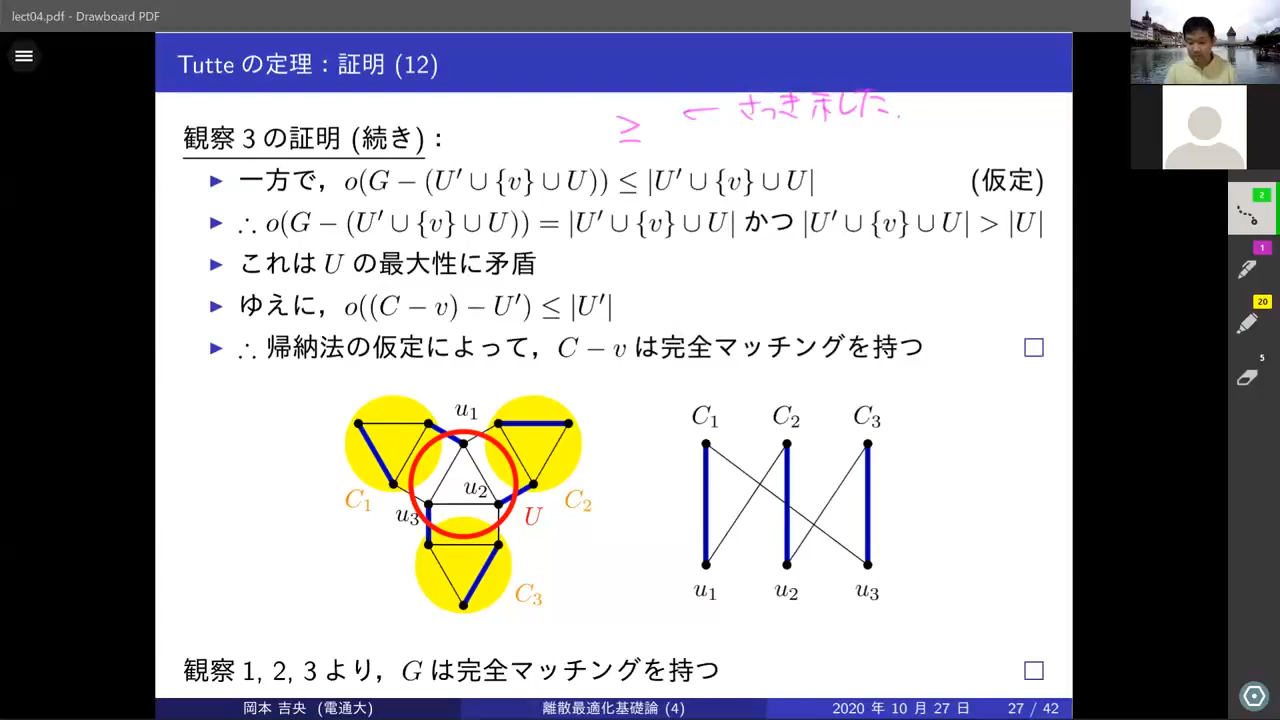 lect04.pdf - Drawboard PDF
Tutte の定理：証明 (12)
≥ ← さっき示した.
観察 3 の証明 (続き)：
▶ 一方で，o(G − (U′ ∪ {v} ∪ U)) ≤ |U′ ∪ {v} ∪ U| (仮定)
▶ ∴ o(G − (U′ ∪ {v} ∪ U)) = |U′ ∪ {v} ∪ U| かつ |U′ ∪ {v} ∪ U| > |U|
▶ これは U の最大性に矛盾
▶ ゆえに，o((C − v) − U′) ≤ |U′|
▶ ∴ 帰納法の仮定によって，C − v は完全マッチングを持つ □
u₁
u₂
u₃
C₁
C₂
U
C₃
C₁ C₂ C₃
u₁ u₂ u₃
観察 1, 2, 3 より，G は完全マッチングを持つ □
岡本 吉央 (電通大) 離散最適化基礎論 (4) 2020 年 10 月 27 日 27 / 42
2
1
20
5